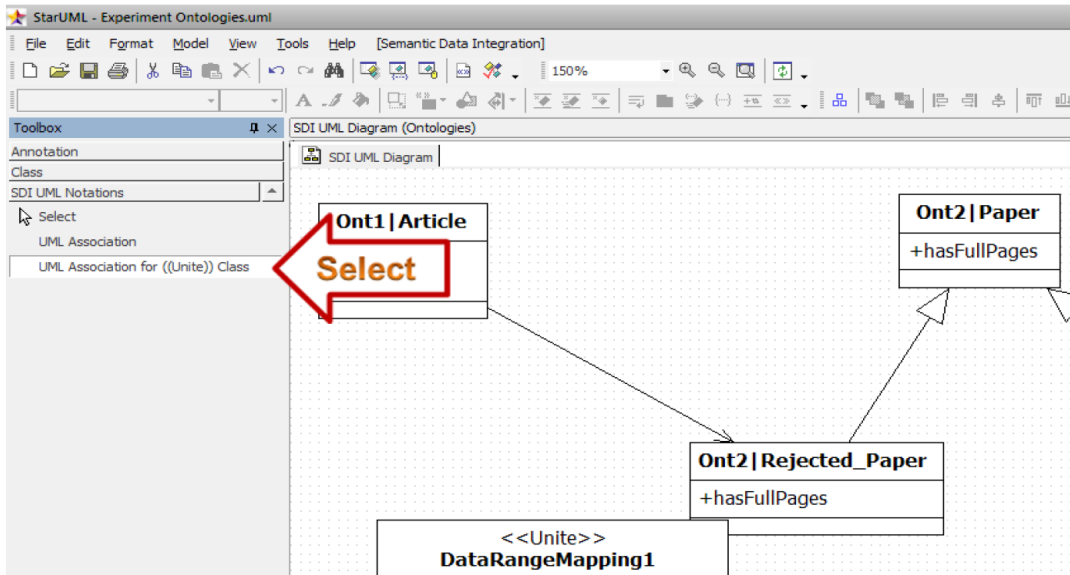 StarUML - Experiment Ontologies.uml
File Edit Format Model View Tools Help [Semantic Data Integration]
150%
Toolbox
SDI UML Diagram (Ontologies)
Annotation
SDI UML Diagram
Class
SDI UML Notations
Select
UML Association
UML Association for ((Unite)) Class
Select
Ont1|Article
Ont2|Paper
+hasFullPages
Ont2|Rejected_Paper
+hasFullPages
<<Unite>>
DataRangeMapping1